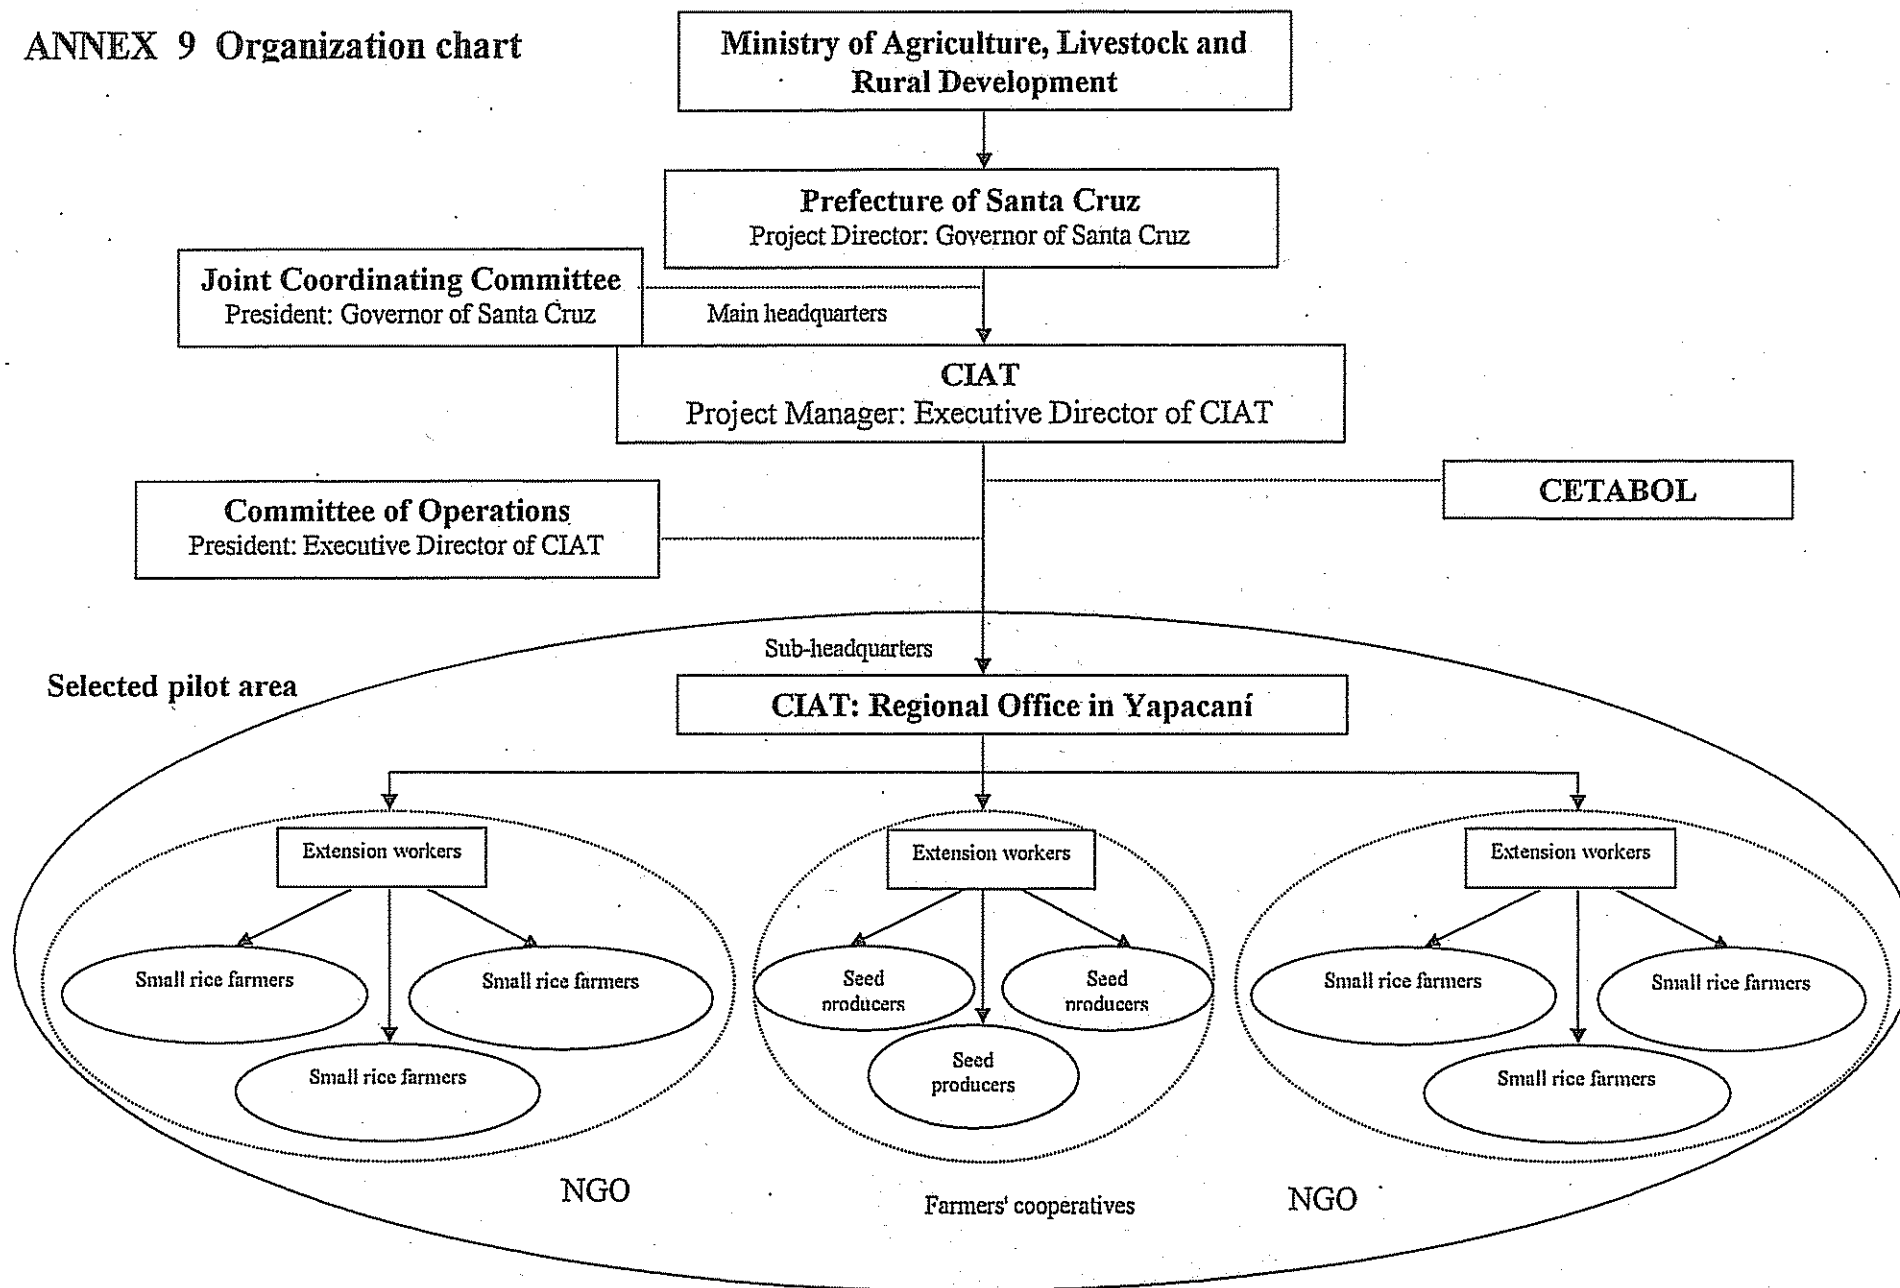 ANNEX 9 Organization chart
Ministry of Agriculture, Livestock and
Rural Development
Prefecture of Santa Cruz
Project Director: Governor of Santa Cruz
Joint Coordinating Committee
President: Governor of Santa Cruz
Main headquarters
CIAT
Project Manager: Executive Director of CIAT
CETABOL
Committee of Operations
President: Executive Director of CIAT
Sub-headquarters
Selected pilot area
CIAT: Regional Office in Yapacaní
Extension workers
Extension workers
Extension workers
Small rice farmers
Small rice farmers
Small rice farmers
Seed
producers
Seed
producers
Seed
producers
Small rice farmers
Small rice farmers
Small rice farmers
NGO
Farmers' cooperatives
NGO